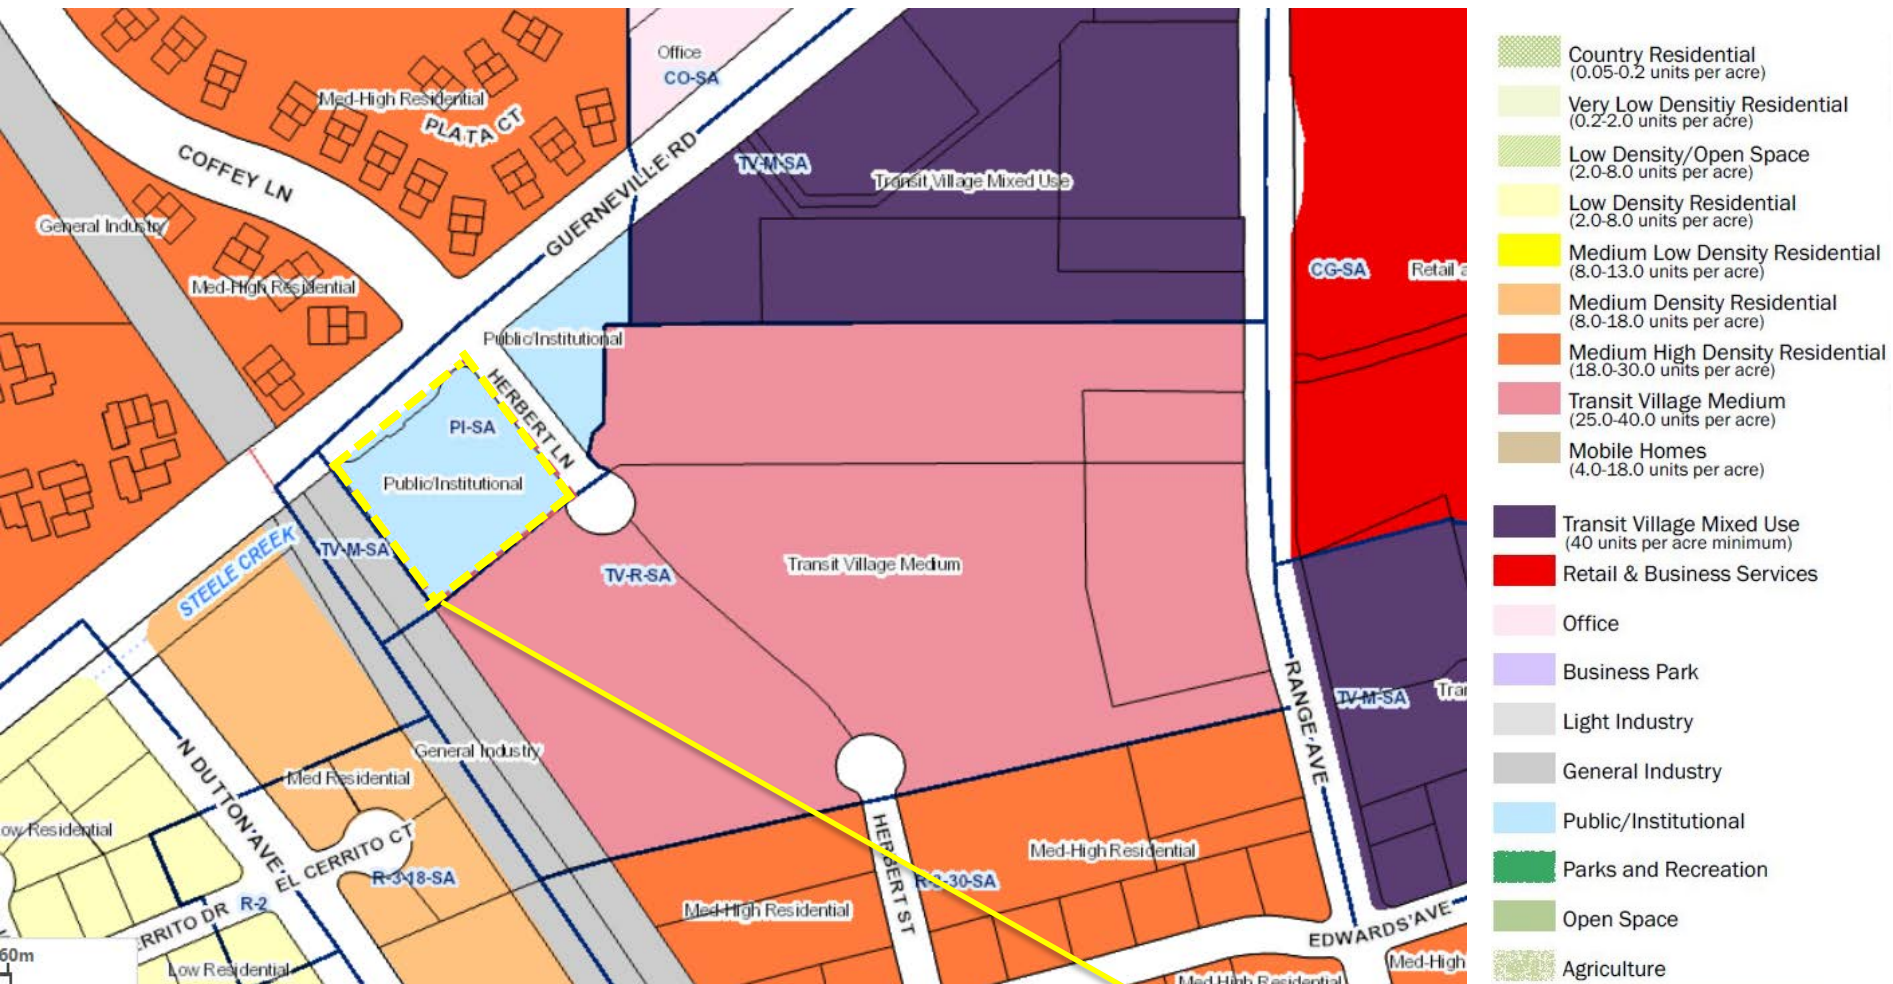 Office
CO-SA
Med-High Residential
PLATA CT
COFFEY LN
GUERNEVILLE RD
TV-M-SA
Transit Village Mixed Use
General Industry
Med-High Residential
CG-SA
Retail a
Public/Institutional
HERBERT LN
PI-SA
Public/Institutional
STEELE CREEK
TV-M-SA
TV-R-SA
Transit Village Medium
RANGE AVE
TV-M-SA
Tran
N DUTTON AVE
General Industry
Med Residential
ow Residential
EL CERRITO CT
R-3-18-SA
R-2
ERRITO DR
HERBERT ST
Med-High Residential
R-3-30-SA
Med-High Residential
EDWARDS AVE
60m
Low Residential
Med-High Residential
Med-High
Country Residential
(0.05-0.2 units per acre)
Very Low Densitiy Residential
(0.2-2.0 units per acre)
Low Density/Open Space
(2.0-8.0 units per acre)
Low Density Residential
(2.0-8.0 units per acre)
Medium Low Density Residential
(8.0-13.0 units per acre)
Medium Density Residential
(8.0-18.0 units per acre)
Medium High Density Residential
(18.0-30.0 units per acre)
Transit Village Medium
(25.0-40.0 units per acre)
Mobile Homes
(4.0-18.0 units per acre)
Transit Village Mixed Use
(40 units per acre minimum)
Retail & Business Services
Office
Business Park
Light Industry
General Industry
Public/Institutional
Parks and Recreation
Open Space
Agriculture